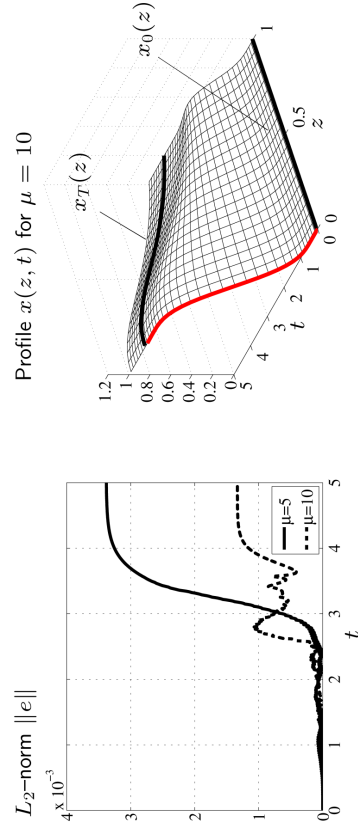 L₂–norm ||e||
x 10⁻³
4
3
2
1
0
0
1
2
3
4
5
t
μ=5
μ=10
Profile x(z, t) for μ = 10
x_T(z)
x_0(z)
1.2
1
0.8
0.6
0.4
0.2
0
5
4
3
2
1
0
t
0
0.5
1
z